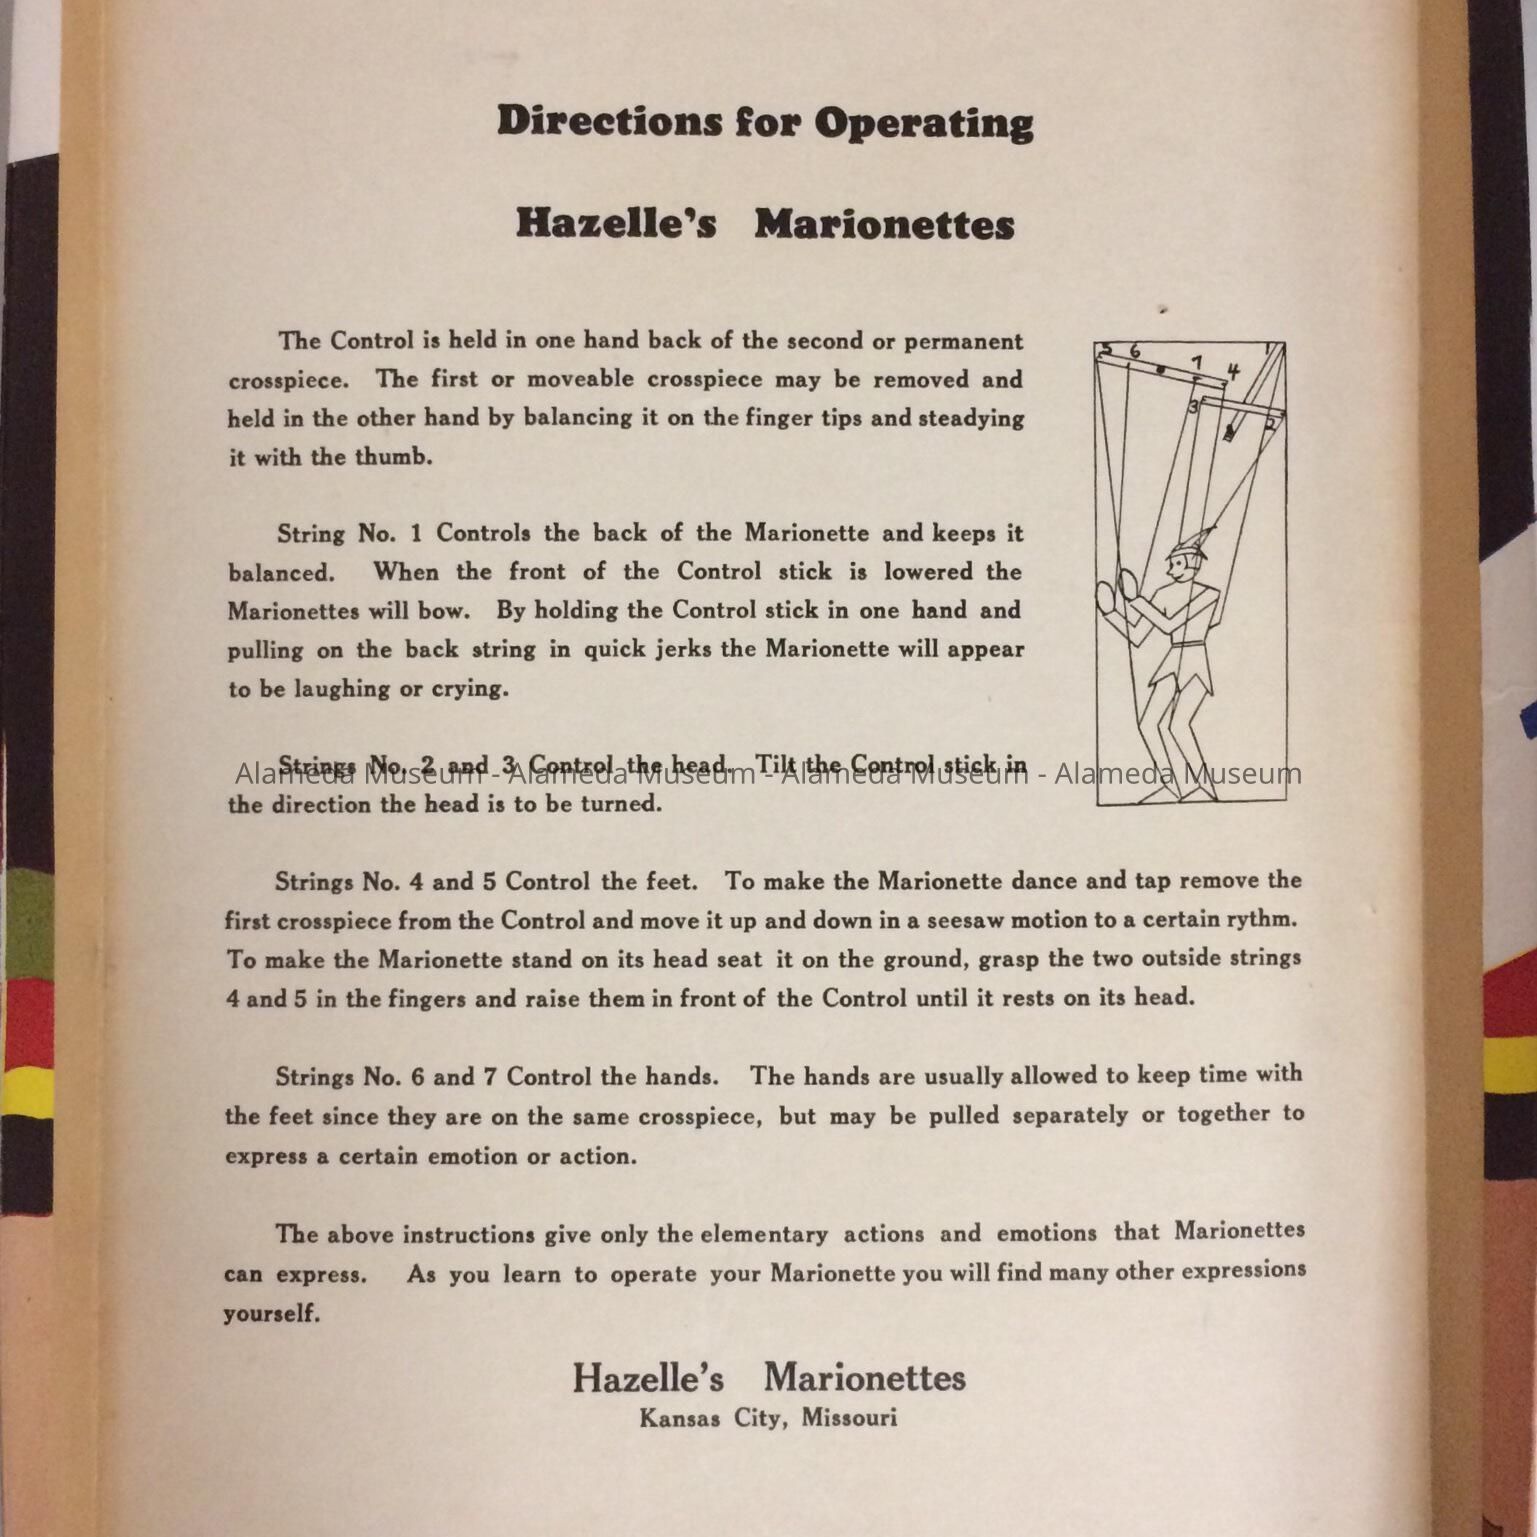 Directions for Operating
Hazelle's Marionettes
The Control is held in one hand back of the second or permanent
crosspiece. The first or moveable crosspiece may be removed and
held in the other hand by balancing it on the finger tips and steadying
it with the thumb.
String No. 1 Controls the back of the Marionette and keeps it
balanced. When the front of the Control stick is lowered the
Marionettes will bow. By holding the Control stick in one hand and
pulling on the back string in quick jerks the Marionette will appear
to be laughing or crying.
Strings No. 2 and 3 Control the head. Tilt the Control stick in
the direction the head is to be turned.
5 6 7 4
1
3 2
Alameda Museum - Alameda Museum - Alameda Museum - Alameda Museum
Strings No. 4 and 5 Control the feet. To make the Marionette dance and tap remove the
first crosspiece from the Control and move it up and down in a seesaw motion to a certain rythm.
To make the Marionette stand on its head seat it on the ground, grasp the two outside strings
4 and 5 in the fingers and raise them in front of the Control until it rests on its head.
Strings No. 6 and 7 Control the hands. The hands are usually allowed to keep time with
the feet since they are on the same crosspiece, but may be pulled separately or together to
express a certain emotion or action.
The above instructions give only the elementary actions and emotions that Marionettes
can express. As you learn to operate your Marionette you will find many other expressions
yourself.
Hazelle's Marionettes
Kansas City, Missouri